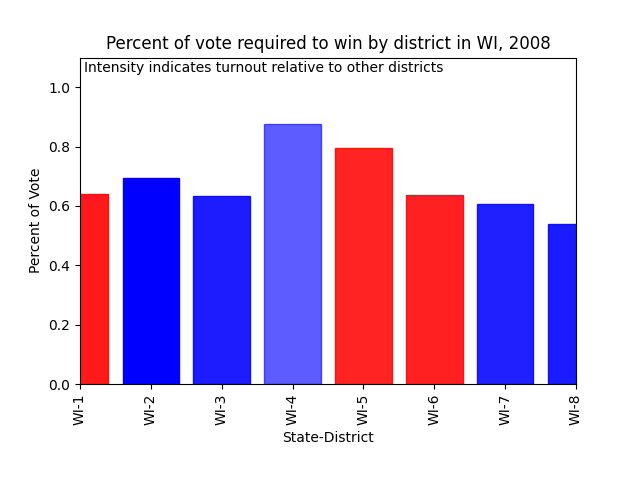 Percent of vote required to win by district in WI, 2008
Intensity indicates turnout relative to other districts
1.0
0.8
0.6
0.4
0.2
0.0
Percent of Vote
WI-1
WI-2
WI-3
WI-4
WI-5
WI-6
WI-7
WI-8
State-District